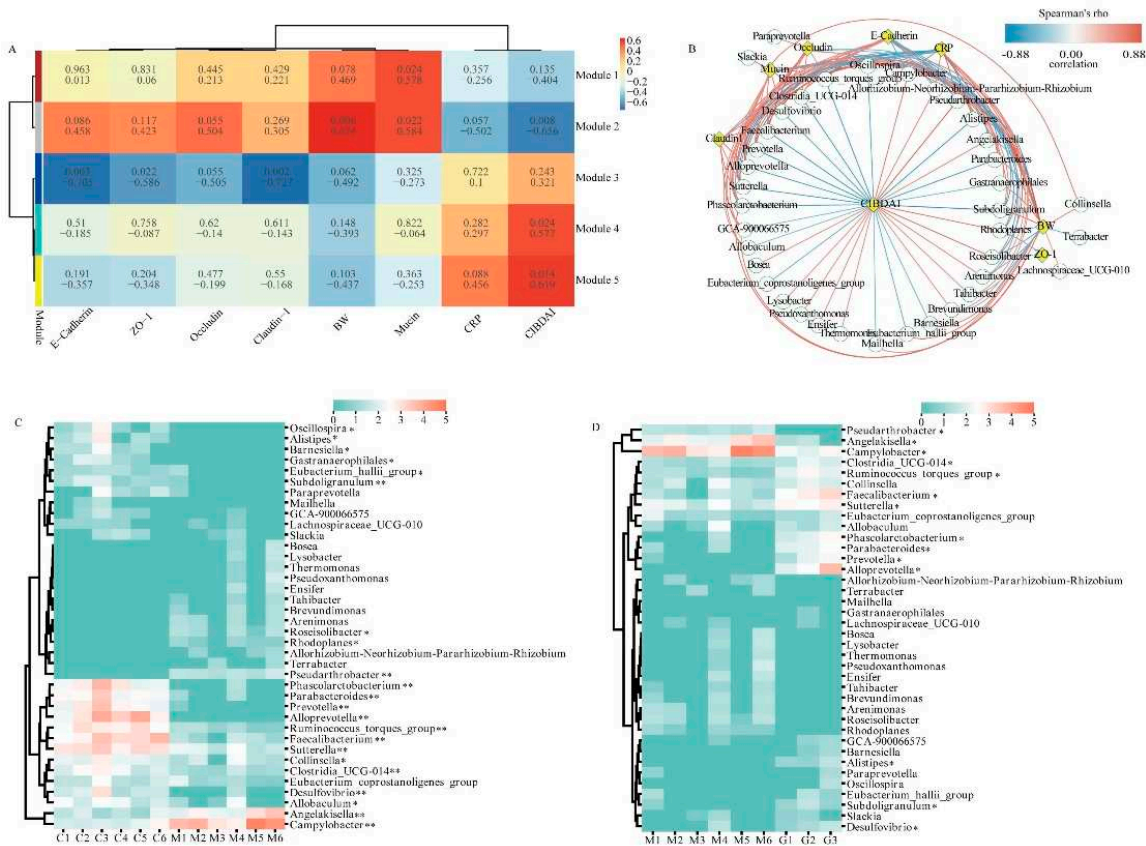 A
0.6
0.4
0.2
0
−0.2
−0.4
−0.6
0.963 0.831 0.445 0.429 0.078 0.024 0.357 0.135
0.013 0.06 0.213 0.221 0.469 0.578 0.256 0.404
Module 1
0.086 0.117 0.055 0.269 0.022 0.057 0.008
0.458 0.423 0.504 0.305 0.584 −0.502 −0.656
Module 2
0.003 0.022 0.055 0.002 0.062 0.325 0.722 0.243
−0.705 −0.586 −0.505 −0.727 −0.492 −0.273 0.1 0.321
Module 3
0.51 0.758 0.62 0.611 0.148 0.822 0.282 0.024
−0.185 −0.087 −0.14 −0.143 −0.393 −0.064 0.297 0.577
Module 4
0.191 0.204 0.477 0.55 0.103 0.363 0.088 0.014
−0.357 −0.348 −0.199 −0.168 −0.437 −0.253 0.456 0.619
Module 5
Module
E-Cadherin
ZO-1
Occludin
Claudin-1
BW
Mucin
CRP
CIBDAI
B
Spearman's rho
-0.88 0.00 0.88
correlation
Paraprevotella
E-Cadherin
Occludin
CRP
Slackia
Mucin
Oscillospira
Ruminococcus torques_group
Campylobacter
Clostridia_UCG-014
Allorhizobium-Neorhizobium-Pararhizobium-Rhizobium
Desulfovibrio
Pseudarthrobacter
Alistipes
Claudin1
Faecalibacterium
Angelakisella
Prevotella
Parabacteroides
Alloprevotella
Gastranaerophilales
Sutterella
Phascolarctobacterium
CIBDAI
Subdoligranulum
Collinsella
GCA-900066575
Rhodoplanes
BW
Terrabacter
Allobaculum
ZO-1
Bosea
Roseisolibacter
Lachnospiraceae_UCG-010
Arenimonas
Eubacterium_coprostanoligenes_group
Tahibacter
Lysobacter
Brevundimonas
Pseudoxanthomonas
Ensifer
Barnesiella
Thermomonas
Eubacterium_hallii_group
Mailhella
C
0 1 2 3 4 5
Oscillospira *
Alistipes *
Barnesiella *
Gastranaerophilales *
Eubacterium_hallii_group *
Subdoligranulum **
Paraprevotella
Mailhella
GCA-900066575
Lachnospiraceae_UCG-010
Slackia
Bosea
Lysobacter
Thermomonas
Pseudoxanthomonas
Ensifer
Tahibacter
Brevundimonas
Arenimonas
Roseisolibacter *
Rhodoplanes *
Allorhizobium-Neorhizobium-Pararhizobium-Rhizobium
Terrabacter
Pseudarthrobacter **
Phascolarctobacterium **
Parabacteroides **
Prevotella **
Alloprevotella **
Ruminococcus_torques_group **
Faecalibacterium **
Sutterella **
Collinsella *
Clostridia_UCG-014 **
Eubacterium_coprostanoligenes_group
Desulfovibrio **
Allobaculum *
Angelakisella **
Campylobacter **
C1 C2 C3 C4 C5 C6 M1 M2 M3 M4 M5 M6
D
0 1 2 3 4 5
Pseudarthrobacter *
Angelakisella *
Campylobacter *
Clostridia_UCG-014 *
Ruminococcus_torques_group *
Collinsella
Faecalibacterium *
Sutterella *
Eubacterium_coprostanoligenes_group
Allobaculum
Phascolarctobacterium *
Parabacteroides *
Prevotella *
Alloprevotella *
Allorhizobium-Neorhizobium-Pararhizobium-Rhizobium
Terrabacter
Mailhella
Gastranaerophilales
Lachnospiraceae_UCG-010
Bosea
Lysobacter
Thermomonas
Pseudoxanthomonas
Ensifer
Tahibacter
Brevundimonas
Arenimonas
Roseisolibacter
Rhodoplanes
GCA-900066575
Barnesiella
Alistipes *
Paraprevotella
Oscillospira
Eubacterium_hallii_group
Subdoligranulum *
Slackia
Desulfovibrio *
M1 M2 M3 M4 M5 M6 G1 G2 G3